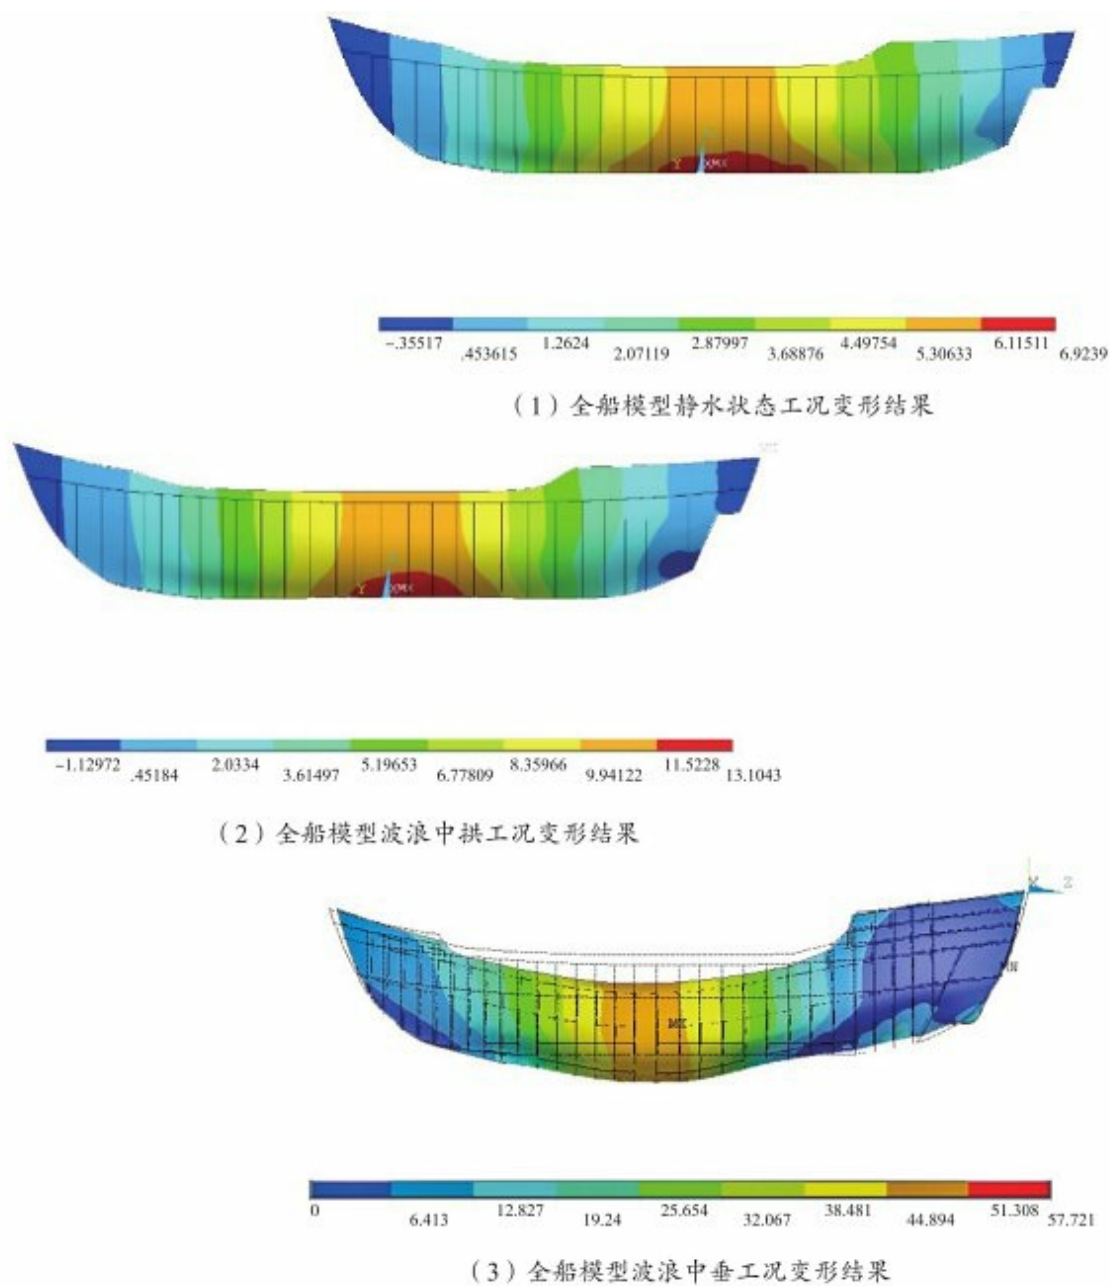 Y XMX
-.35517 .453615 1.2624 2.07119 2.87997 3.68876 4.49754 5.30633 6.11511 6.9239
（1）全船模型静水状态工况变形结果
Y XMX
-1.12972 .45184 2.0334 3.61497 5.19653 6.77809 8.35966 9.94122 11.5228 13.1043
（2）全船模型波浪中拱工况变形结果
Z
MX
0 6.413 12.827 19.24 25.654 32.067 38.481 44.894 51.308 57.721
（3）全船模型波浪中垂工况变形结果